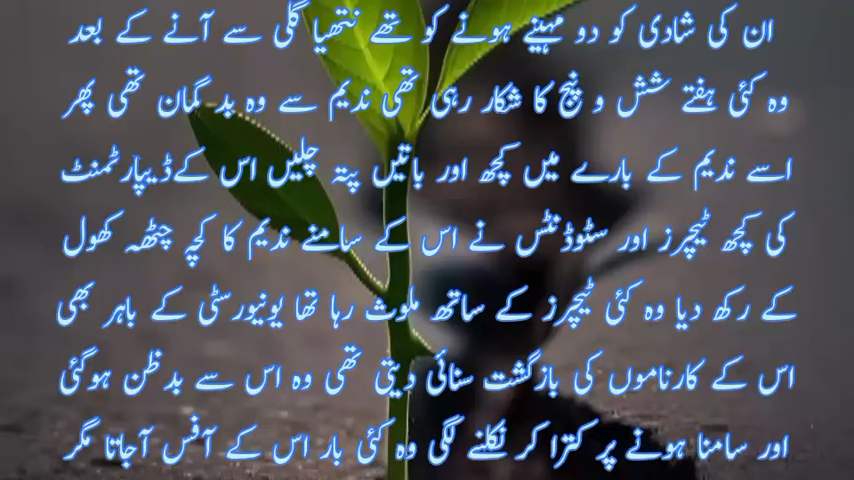 ان کی شادی کو دو مہینے ہونے کو تھے نتھیا گلی سے آنے کے بعد
وہ کئی ہفتے شش و پنج کا شکار رہی تھی ندیم سے وہ بد گمان تھی پھر
اسے ندیم کے بارے میں کچھ اور باتیں پتہ چلیں اس کے ڈیپارٹمنٹ
کی کچھ ٹیچرز اور سٹوڈنٹس نے اس کے سامنے ندیم کا کچہ چٹھہ کھول
کے رکھ دیا وہ کئی ٹیچرز کے ساتھ ملوث رہا تھا یونیورسٹی کے باہر بھی
اس کے کارناموں کی بازگشت سنائی دیتی تھی وہ اس سے بدظن ہوگئی
اور سامنا ہونے پر کترا کر نکلنے لگی وہ کئی بار اس کے آفس آجاتا مگر